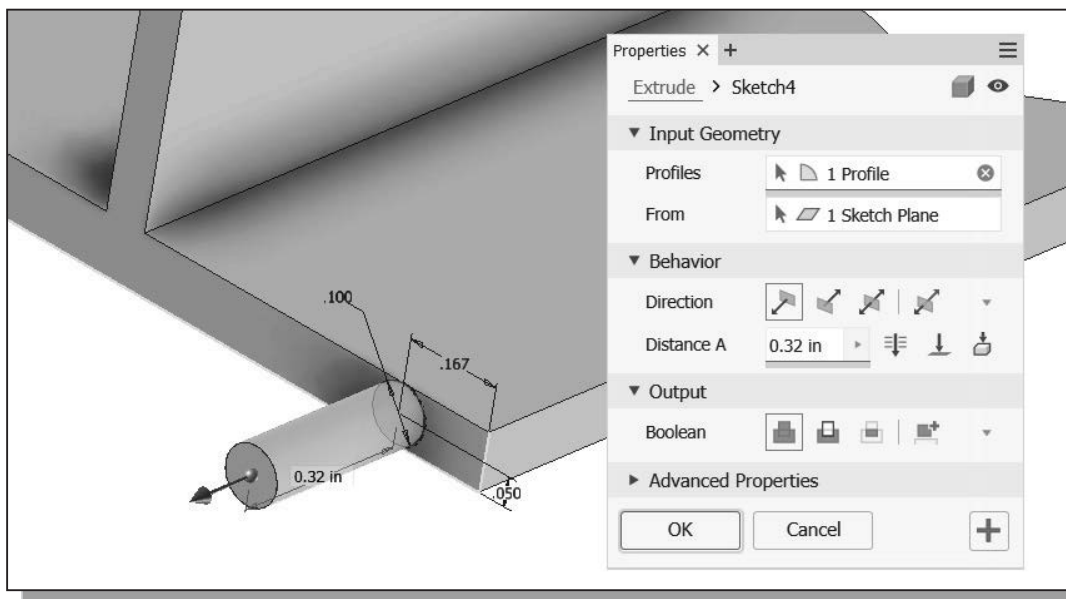 Properties
Extrude > Sketch4
Input Geometry
Profiles 1 Profile
From 1 Sketch Plane
Behavior
Direction
Distance A 0.32 in
Output
Boolean
Advanced Properties
OK Cancel
.100
.167
0.32 in
.050